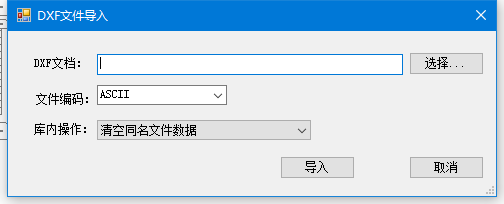 DXF文件导入
DXF文档： 选择...
文件编码： ASCII
库内操作： 清空同名文件数据
导入 取消